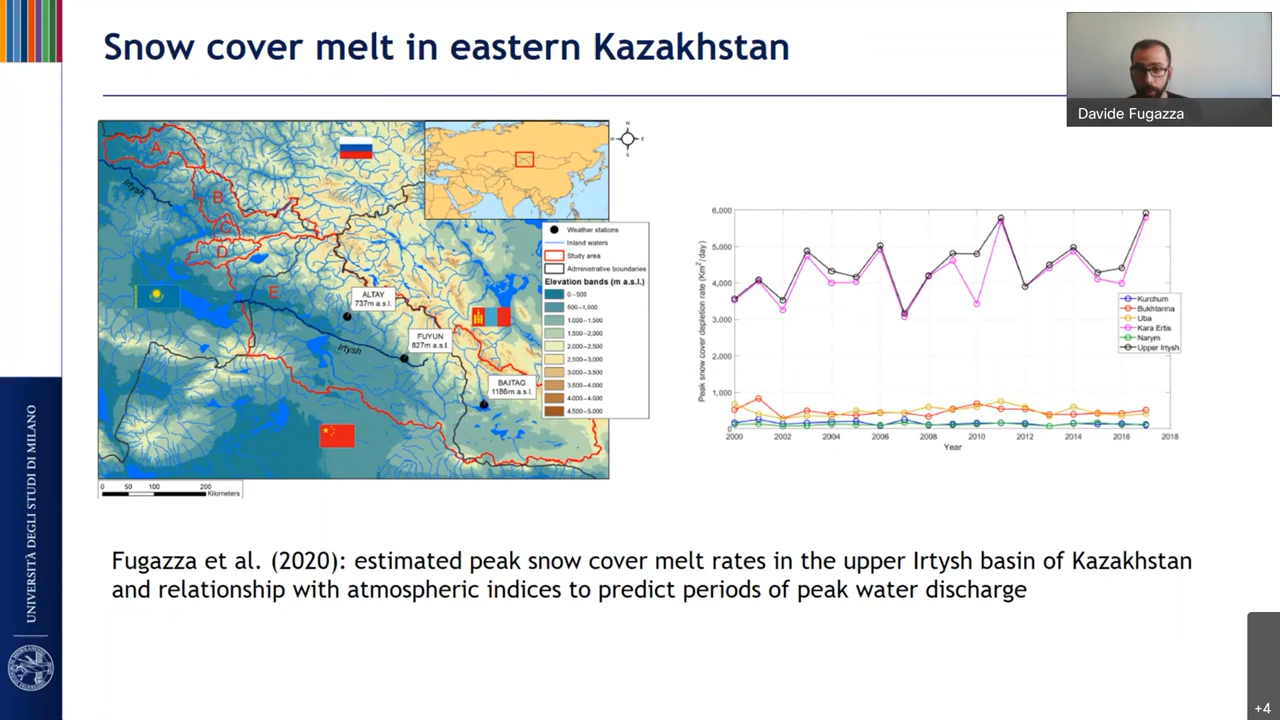 Snow cover melt in eastern Kazakhstan
Davide Fugazza
A
B
C
D
E
Irtysh
Irtysh
ALTAY
737m a.s.l.
FUYUN
827m a.s.l.
BAJTAG
1186m a.s.l.
N
W
E
S
Weather stations
Inland waters
Study area
Administrative boundaries
Elevation bands (m a.s.l.)
0–500
500–1,000
1.000–1.500
1,500–2,000
2,000–2,500
2.500–3.000
3.000–3.500
3.500–4.000
4.000–4.500
4.500–5.000
0 50 100 200
Kilometers
Peak snow cover depletion rate (Km²/day)
6,000
5,000
4,000
3,000
2,000
1,000
0
2000 2002 2004 2006 2008 2010 2012 2014 2016 2018
Year
Kurchum
Bukhtarma
Uba
Kara Ertis
Narym
Upper Irtysh
Fugazza et al. (2020): estimated peak snow cover melt rates in the upper Irtysh basin of Kazakhstan
and relationship with atmospheric indices to predict periods of peak water discharge
UNIVERSITÀ DEGLI STUDI DI MILANO
+4